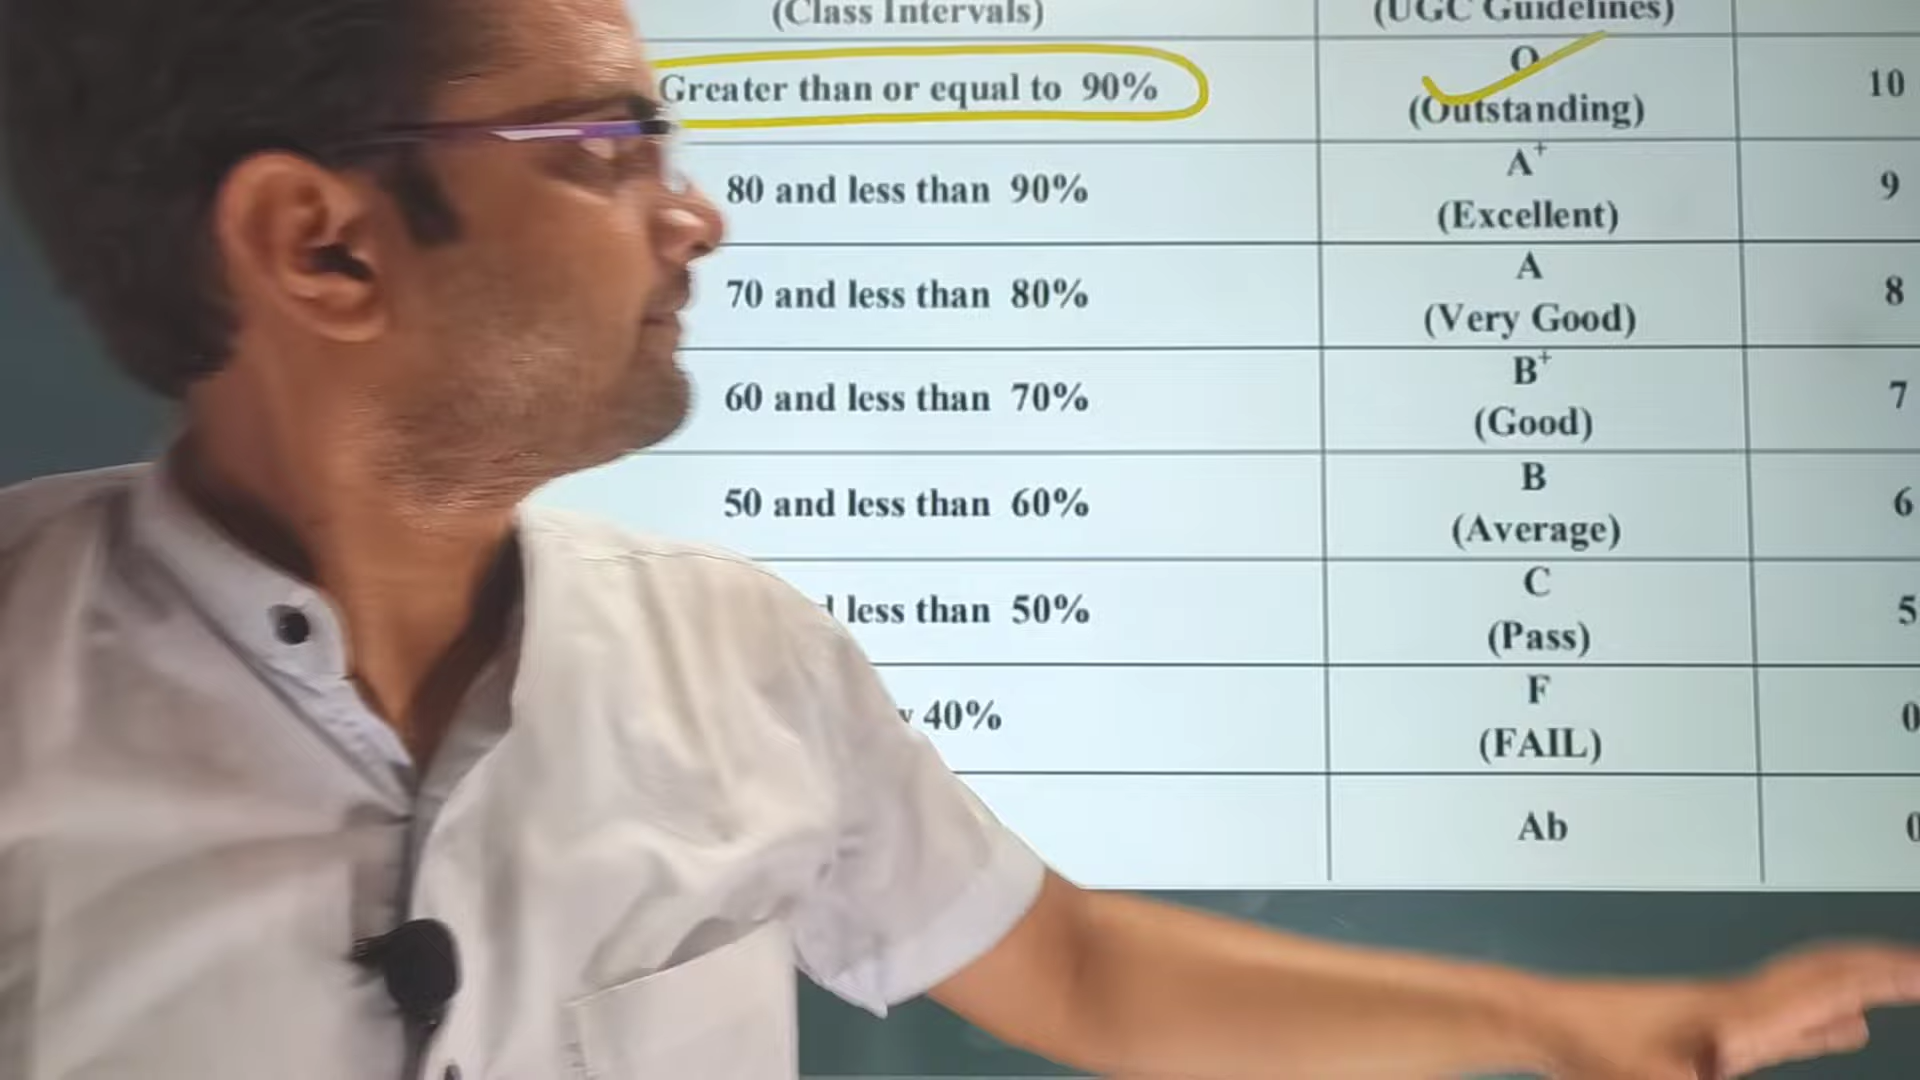 (Class Intervals)
(UGC Guidelines)
Greater than or equal to 90%
O
(Outstanding)
10
80 and less than 90%
A+
(Excellent)
9
70 and less than 80%
A
(Very Good)
8
60 and less than 70%
B+
(Good)
7
50 and less than 60%
B
(Average)
6
less than 50%
C
(Pass)
5
40%
F
(FAIL)
0
Ab
0